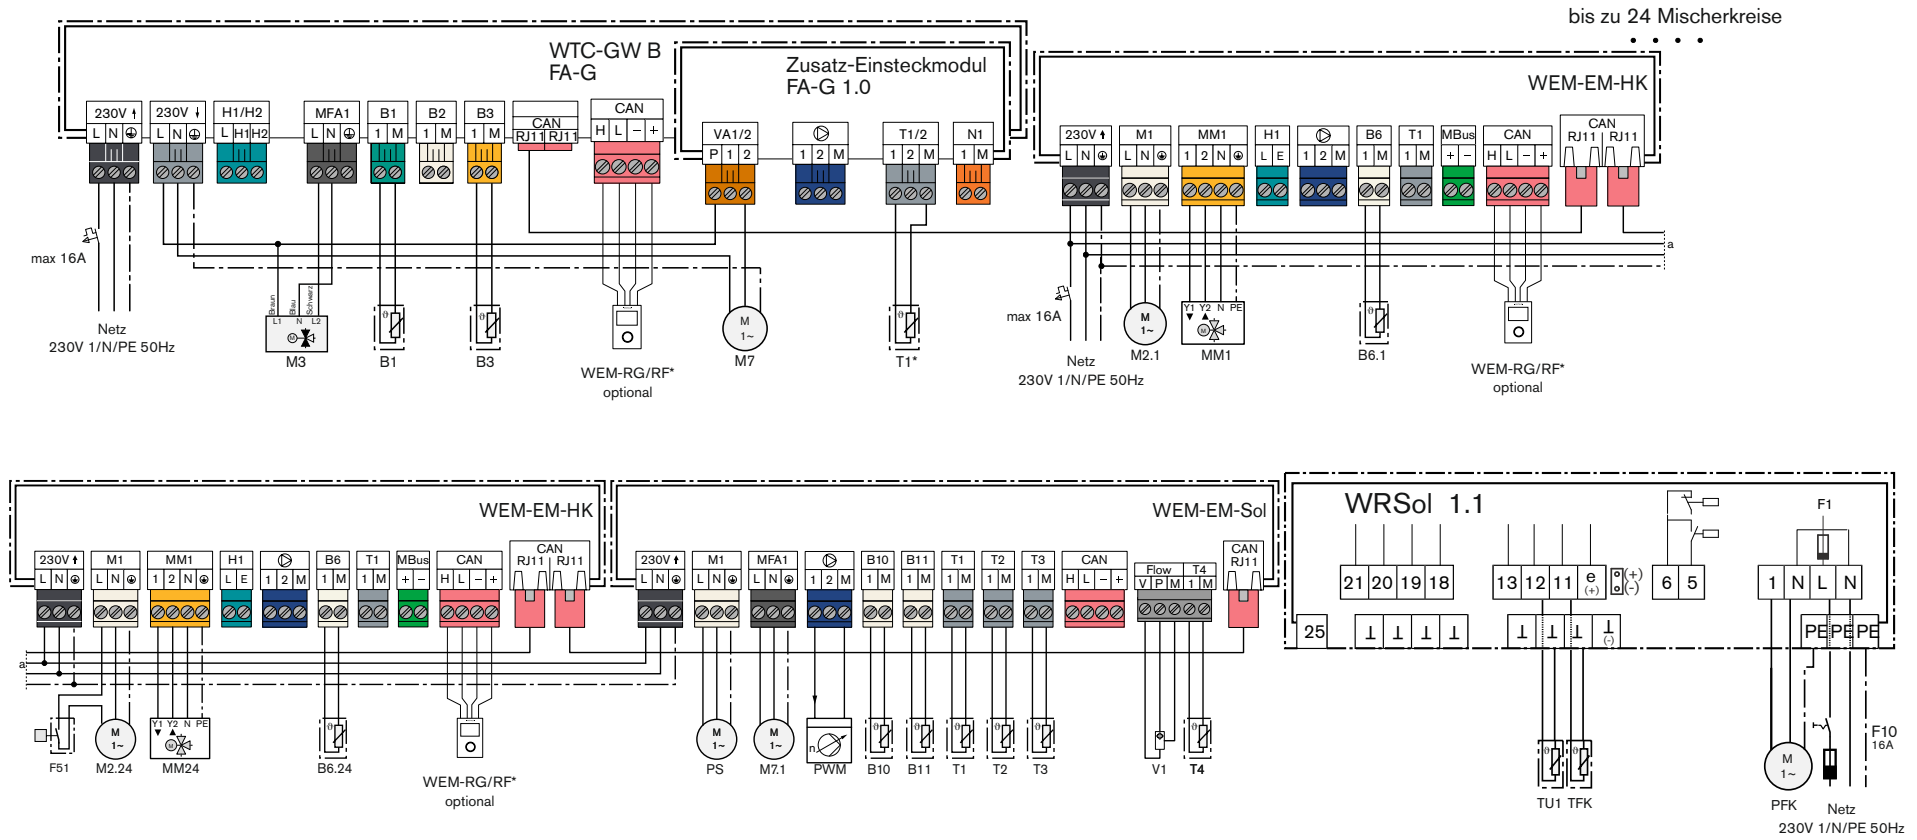 bis zu 24 Mischerkreise
WTC-GW B
FA-G
Zusatz-Einsteckmodul
FA-G 1.0
WEM-EM-HK
230V ↑ 230V ↓ H1/H2 MFA1 B1 B2 B3 CAN CAN
L N L N L H1 H2 L N 1 M 1 M 1 M RJ11 RJ11 H L − +
VA1/2 T1/2 N1
P 1 2 1 2 M 1 2 M 1 M
230V ↑ M1 MM1 H1 B6 T1 MBus CAN CAN
L N L N 1 2 N L E 1 2 M 1 M 1 M + − H L − + RJ11 RJ11
max 16A
Netz
230V 1/N/PE 50Hz
Braun
Blau
Schwarz
L1 N L2
M
M3
ϑ
B1
ϑ
B3
WEM-RG/RF*
optional
M
1~
M7
ϑ
T1*
a
max 16A
Netz
230V 1/N/PE 50Hz
M
1~
M2.1
Y1 Y2 N PE
M
MM1
ϑ
B6.1
WEM-RG/RF*
optional
WEM-EM-HK
230V ↑ M1 MM1 H1 B6 T1 MBus CAN CAN
L N L N 1 2 N L E 1 2 M 1 M 1 M + − H L − + RJ11 RJ11
a
F51
M
1~
M2.24
Y1 Y2 N PE
M
MM24
ϑ
B6.24
WEM-RG/RF*
optional
WEM-EM-Sol
230V ↑ M1 MFA1 B10 B11 T1 T2 T3 CAN Flow T4 CAN
L N L N L N 1 2 M 1 M 1 M 1 M 1 M 1 M H L − + V P M 1 M RJ11
M
1~
PS
M
1~
M7.1
n
PWM
ϑ
B10
ϑ
B11
ϑ
T1
ϑ
T2
ϑ
T3
V1
ϑ
T4
WRSol 1.1
F1
21 20 19 18 13 12 11 e (+) (+) (-) 6 5 1 N L N
25 ⊥ ⊥ ⊥ ⊥ ⊥ ⊥ ⊥ ⊥ (-) PE PE PE
ϑ
TU1
ϑ
TFK
M
1~
PFK
F10
16A
Netz
230V 1/N/PE 50Hz